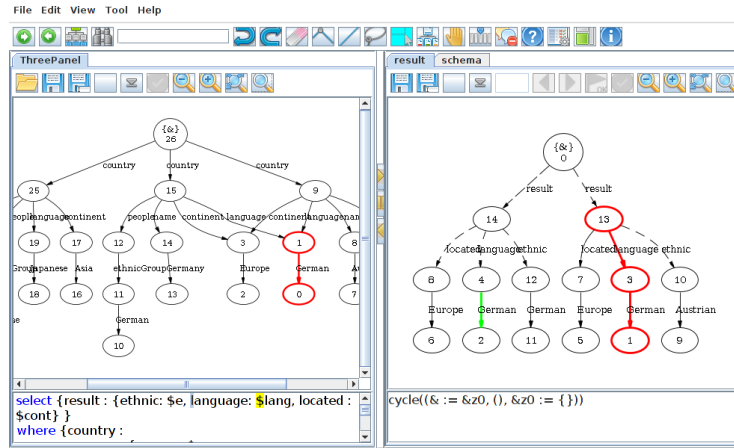 File Edit View Tool Help
ThreePanel
result schema
{&}
26
country country country
25 15 9
language continent people name continent language continent language
19 17 12 14 3 1 8
Japanese Asia ethnic Group Germany Europe German
18 16 11 13 2 0 7
German
10
{&}
0
result result
14 13
located language ethnic located language ethnic
8 4 12 7 3 10
Europe German German Europe German Austrian
6 2 11 5 1 9
select {result : {ethnic: $e, language: $lang, located :
$cont} }
where {country :
cycle((& := &z0, (), &z0 := {}))